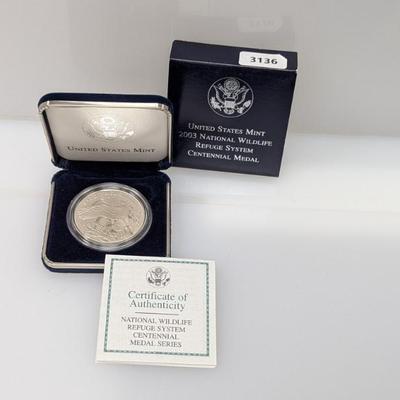 3136
UNITED STATES MINT
2003 NATIONAL WILDLIFE
REFUGE SYSTEM
CENTENNIAL MEDAL
UNITED STATES MINT
Certificate of
Authenticity
NATIONAL WILDLIFE
REFUGE SYSTEM
CENTENNIAL
MEDAL SERIES